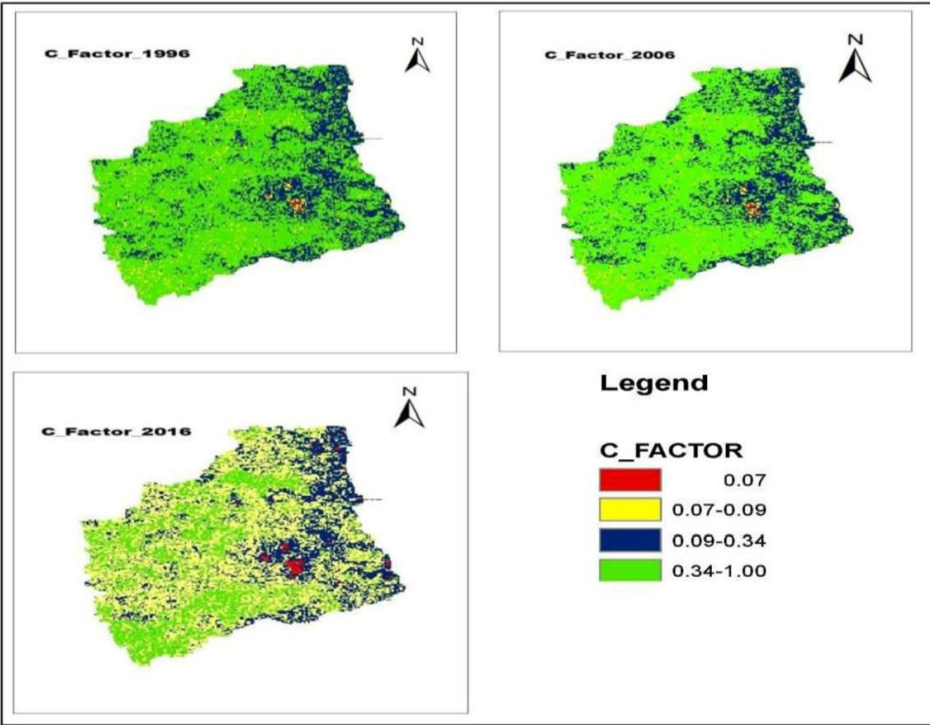 C_Factor_1996
N
C_Factor_2006
N
C_Factor_2016
N
Legend
C_FACTOR
0.07
0.07-0.09
0.09-0.34
0.34-1.00